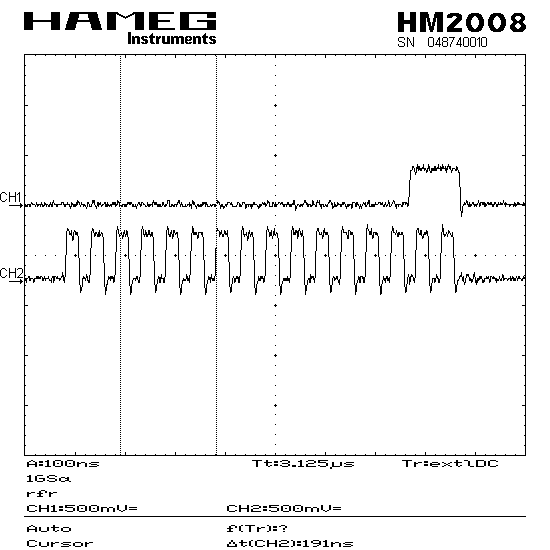 HAMEG HM2008
Instruments SN 048740010
CH1
CH2
A:100ns Tt:3.125µs Tr:ext1DC
1GSa
rfr
CH1:500mV= CH2:500mV=
Auto f(Tr):?
Cursor Δt(CH2):191ns